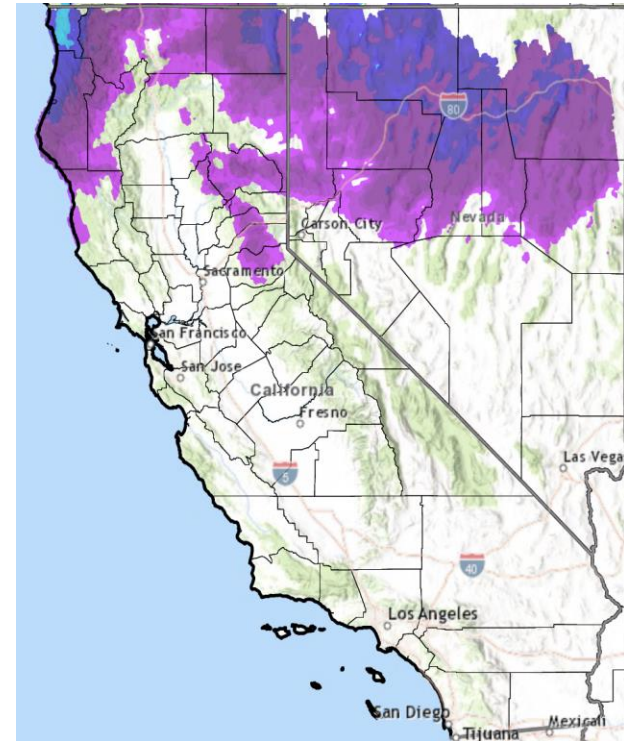 80
Carson City
Nevada
Sacramento
San Francisco
San Jose
California
Fresno
Las Vega
5
40
Los Angeles
San Diego
Tijuana
Mexicali